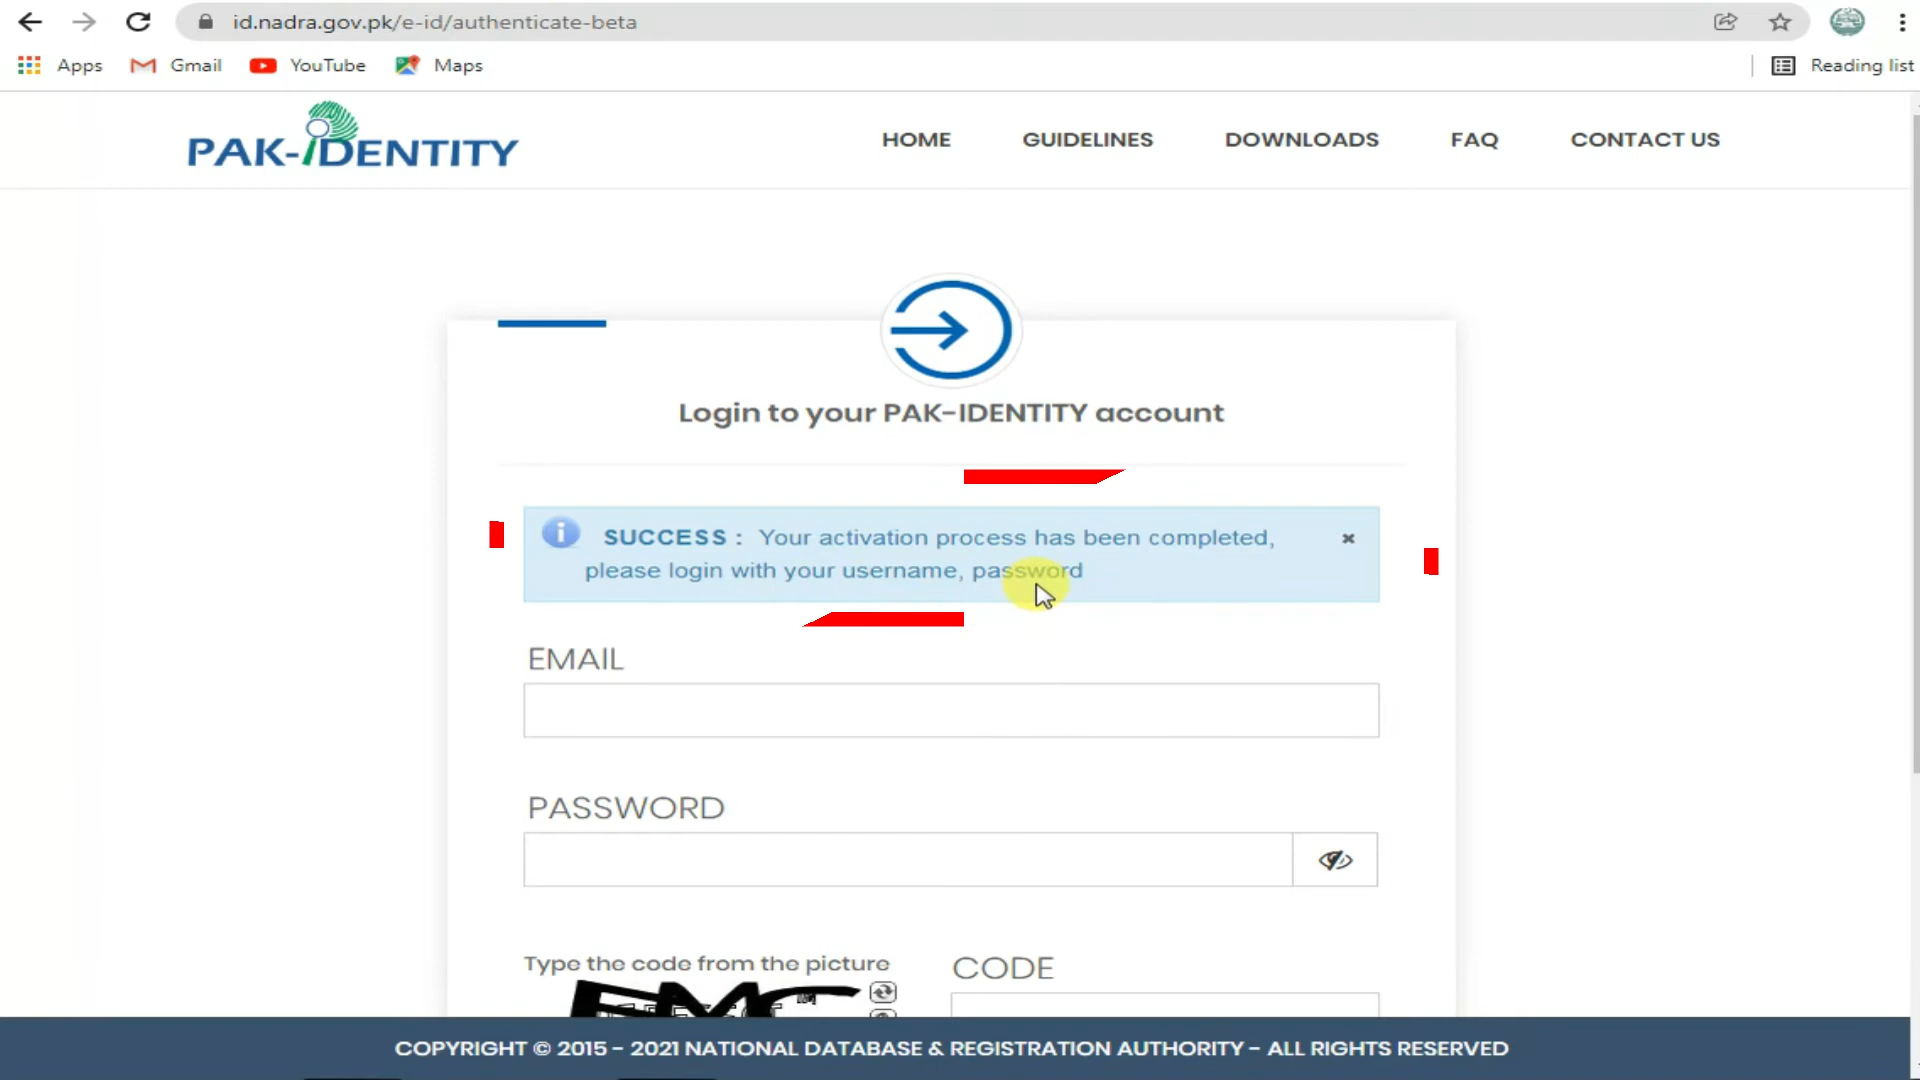 id.nadra.gov.pk/e-id/authenticate-beta
Apps Gmail YouTube Maps Reading list
PAK-iDENTITY HOME GUIDELINES DOWNLOADS FAQ CONTACT US
Login to your PAK-IDENTITY account
SUCCESS : Your activation process has been completed,
please login with your username, password
EMAIL
PASSWORD
Type the code from the picture
CODE
COPYRIGHT © 2015 - 2021 NATIONAL DATABASE & REGISTRATION AUTHORITY - ALL RIGHTS RESERVED